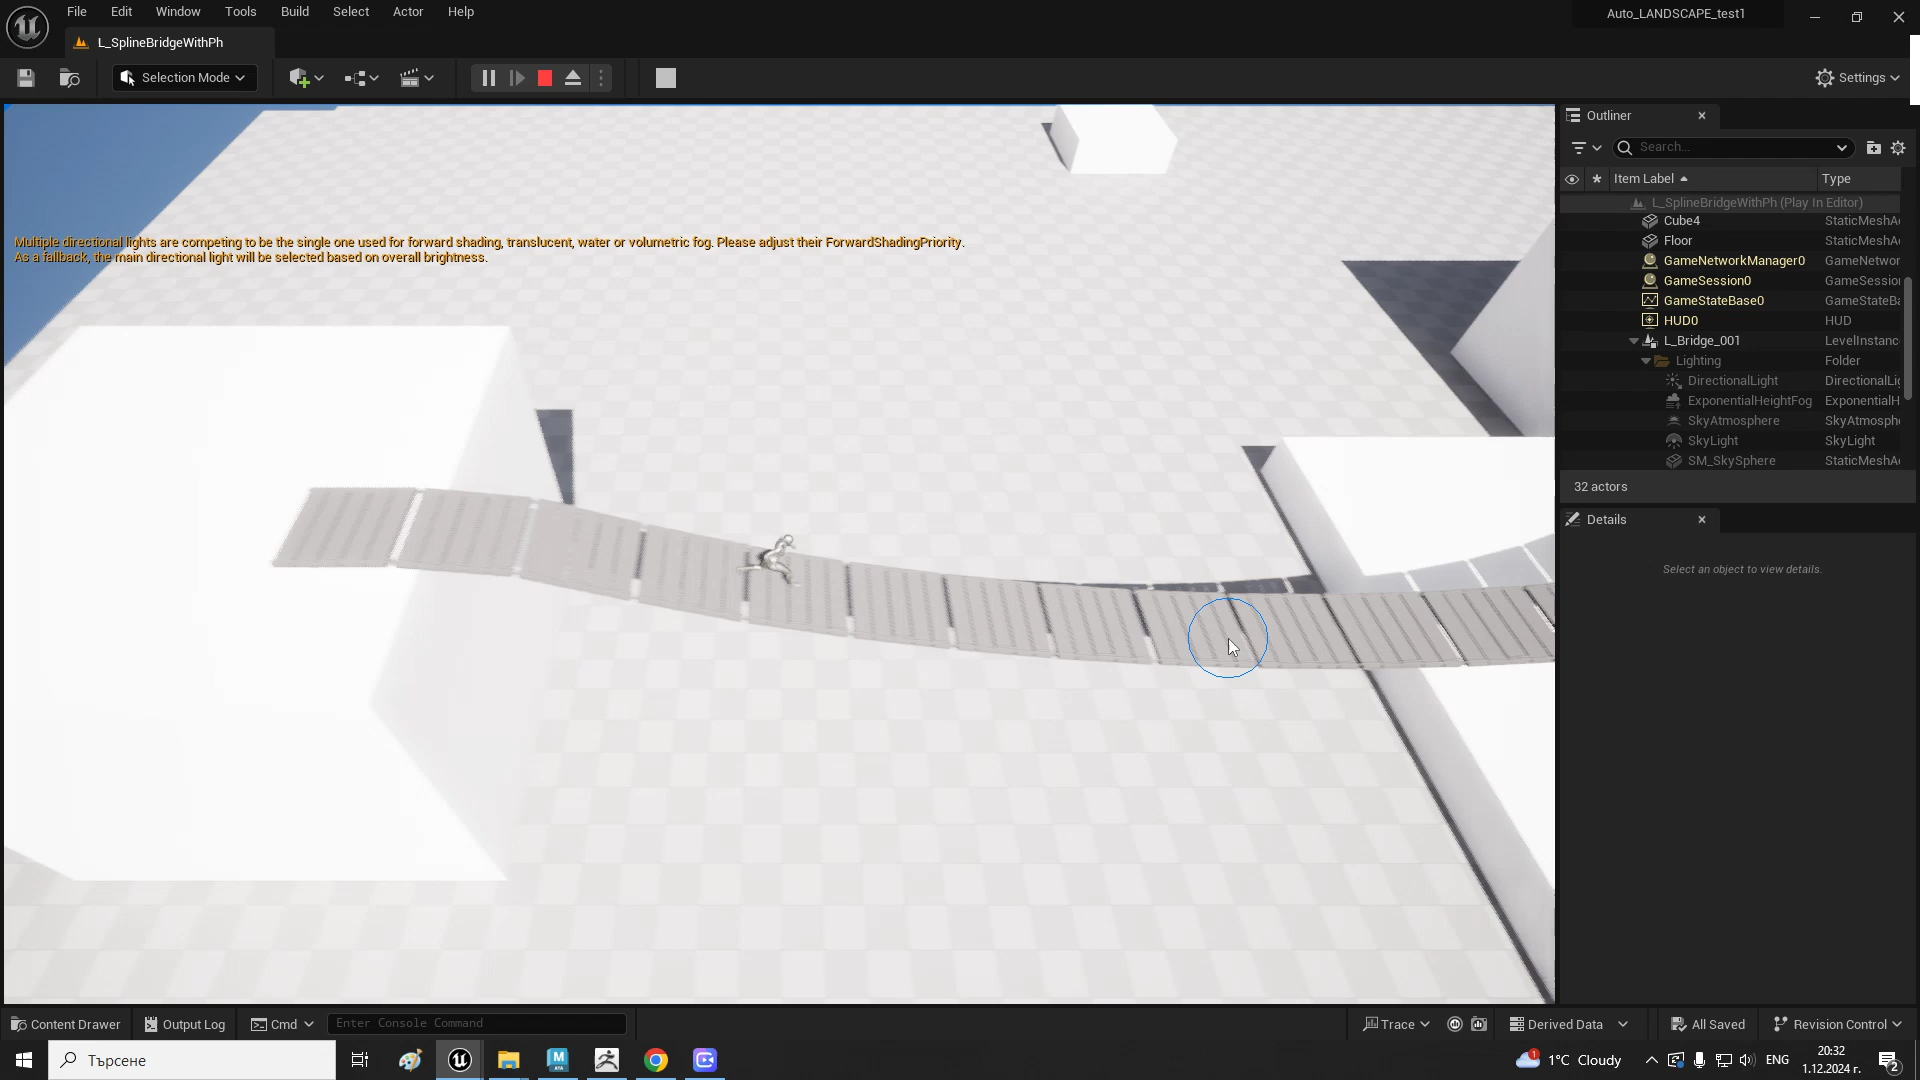 File Edit Window Tools Build Select Actor Help
Auto_LANDSCAPE_test1
L_SplineBridgeWithPh
Selection Mode
Settings
Multiple directional lights are competing to be the single one used for forward shading, translucent, water or volumetric fog. Please adjust their ForwardShadingPriority.
As a fallback, the main directional light will be selected based on overall brightness.
Outliner
Search...
Item Label Type
L_SplineBridgeWithPh (Play In Editor)
Cube4 StaticMeshA
Floor StaticMeshA
GameNetworkManager0 GameNetwor
GameSession0 GameSession
GameStateBase0 GameStateBa
HUD0 HUD
L_Bridge_001 LevelInstanc
Lighting Folder
DirectionalLight DirectionalLi
ExponentialHeightFog ExponentialH
SkyAtmosphere SkyAtmosph
SkyLight SkyLight
SM_SkySphere StaticMeshA
32 actors
Details
Select an object to view details.
Content Drawer Output Log Cmd Enter Console Command Trace Derived Data All Saved Revision Control
Търсене
1 1°C Cloudy ENG 20:32
1.12.2024 г. 2